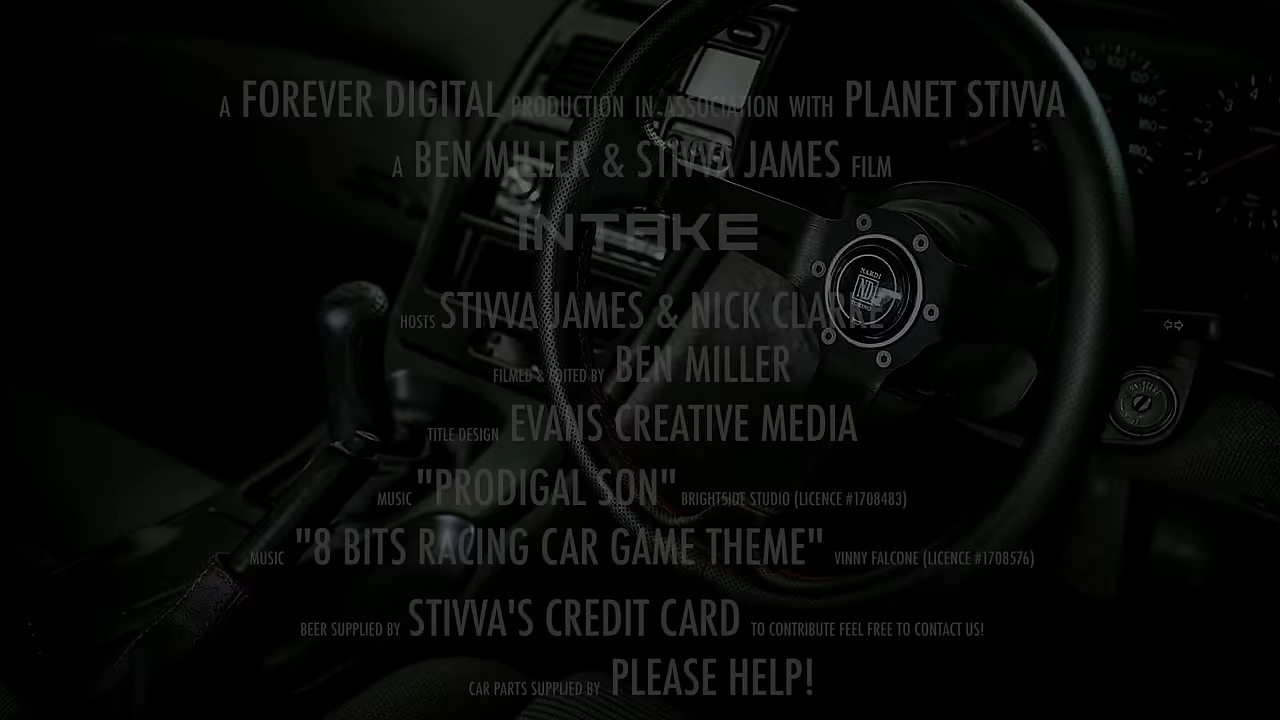 A FOREVER DIGITAL PRODUCTION IN ASSOCIATION WITH PLANET STIVVA
A BEN MILLER & STIVVA JAMES FILM
INTAKE
HOSTS STIVVA JAMES & NICK CLARKE
FILMED & EDITED BY BEN MILLER
TITLE DESIGN EVANS CREATIVE MEDIA
MUSIC "PRODIGAL SON" BRIGHTSIDE STUDIO (LICENCE #1708483)
MUSIC "8 BITS RACING CAR GAME THEME" VINNY FALCONE (LICENCE #1708576)
BEER SUPPLIED BY STIVVA'S CREDIT CARD TO CONTRIBUTE FEEL FREE TO CONTACT US!
CAR PARTS SUPPLIED BY PLEASE HELP!
NARDI
ND
TORINO